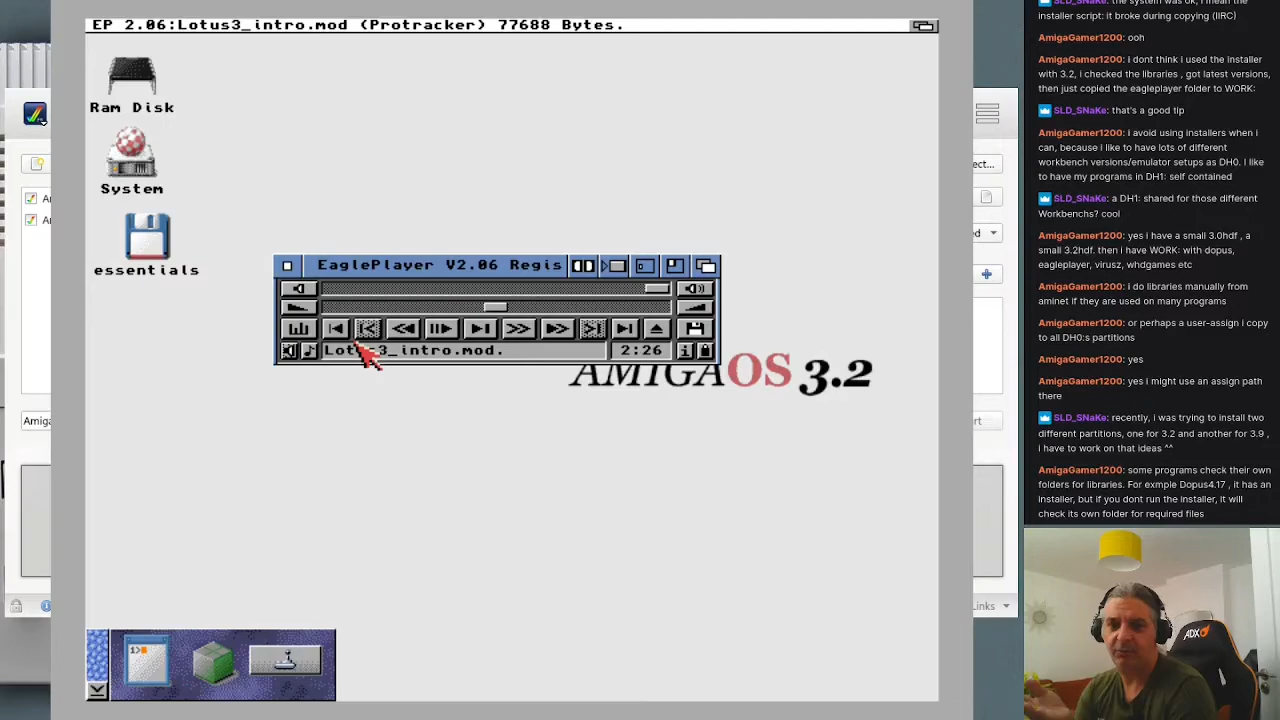 EP 2.06:Lotus3_intro.mod (Protracker) 77688 Bytes.
Ram Disk
System
essentials
EaglePlayer V2.06 Regis
2:26
AMIGAOS 3.2
1>
Amiga
ect...
ed
rt
Links
SLD_SNaKe: the system was ok, i mean the
installer script: it broke during copying (IIRC)
AmigaGamer1200: ooh
AmigaGamer1200: i dont think I used the installer
with 3.2, i checked the libraries , got latest versions,
then just copied the eagleplayer folder to WORK:
SLD_SNaKe: that's a good tip
AmigaGamer1200: i avoid using installers when i
can, because i like to have lots of different
workbench versions/emulator setups as DH0. I like
to have my programs in DH1: self contained
SLD_SNaKe: a DH1: shared for those different
Workbenchs? cool
AmigaGamer1200: yes i have a small 3.0hdf , a
small 3.2hdf. then i have WORK: with dopus,
eagleplayer, virusz, whdgames etc
AmigaGamer1200: i do libraries manually from
aminet if they are used on many programs
AmigaGamer1200: or perhaps a user-assign I copy
to all DH0:s partitions
AmigaGamer1200: yes
AmigaGamer1200: yes i might use an assign path
there
SLD_SNaKe: recently, i was trying to install two
different partitions, one for 3.2 and another for 3.9 ,
i have to work on that ideas ^^
AmigaGamer1200: some programs check their own
folders for libraries. For exmple Dopus4.17 , it has an
installer, but if you dont run the installer, it will
check its own folder for required files
ADX